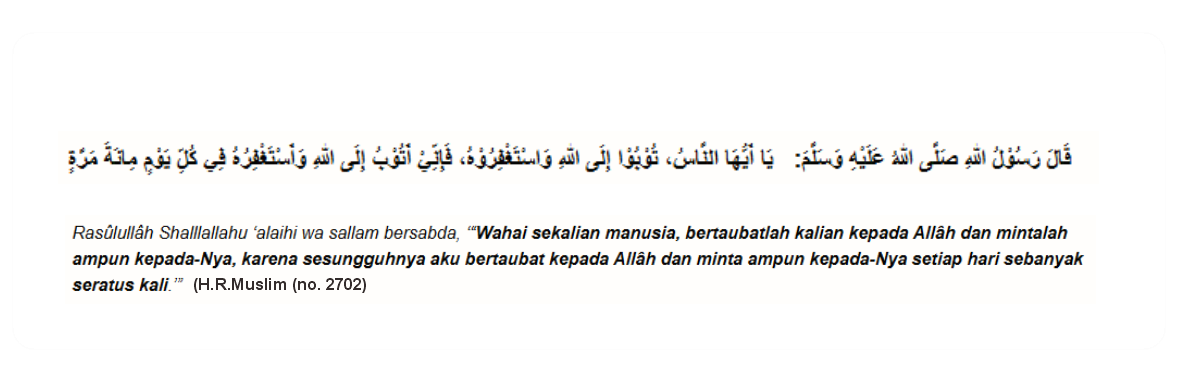 قَالَ رَسُوْلُ اللهِ صَلَّى اللهُ عَلَيْهِ وَسَلَّمَ: يَا أَيُّهَا النَّاسُ، تُوْبُوْا إِلَى اللهِ وَاسْتَغْفِرُوْهُ، فَإِنِّيْ أَتُوْبُ إِلَى اللهِ وَأَسْتَغْفِرُهُ فِي كُلِّ يَوْمٍ مِائَةَ مَرَّةٍ
Rasûlullâh Shalllallahu ‘alaihi wa sallam bersabda, “‘Wahai sekalian manusia, bertaubatlah kalian kepada Allâh dan mintalah
ampun kepada-Nya, karena sesungguhnya aku bertaubat kepada Allâh dan minta ampun kepada-Nya setiap hari sebanyak
seratus kali.’” (H.R.Muslim (no. 2702)